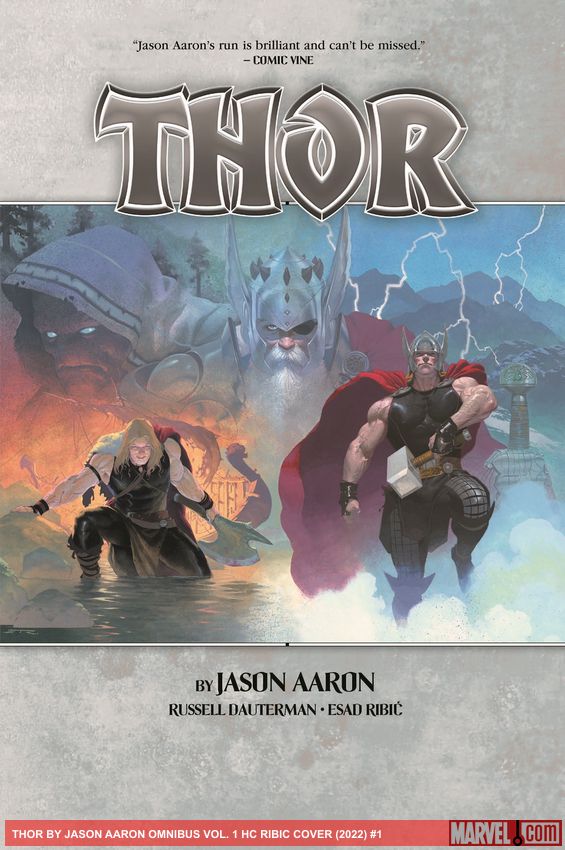 “Jason Aaron’s run is brilliant and can’t be missed.”
– COMIC VINE
THOR
BY JASON AARON
RUSSELL DAUTERMAN • ESAD RIBIĆ
THOR BY JASON AARON OMNIBUS VOL. 1 HC RIBIC COVER (2022) #1
MARVEL.COM